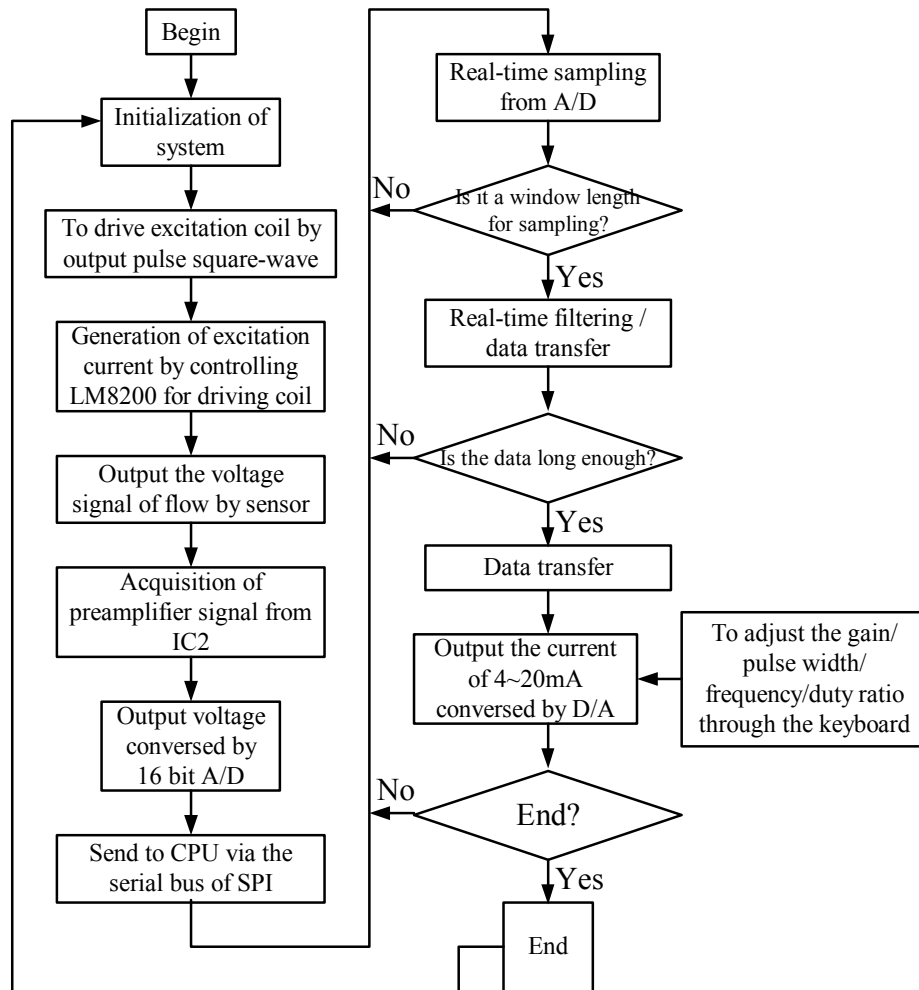 Begin
Initialization of
system
To drive excitation coil by
output pulse square-wave
Generation of excitation
current by controlling
LM8200 for driving coil
Output the voltage
signal of flow by sensor
Acquisition of
preamplifier signal from
IC2
Output voltage
conversed by
16 bit A/D
Send to CPU via the
serial bus of SPI
Real-time sampling
from A/D
No
Is it a window length
for sampling?
Yes
Real-time filtering /
data transfer
No
Is the data long enough?
Yes
Data transfer
Output the current
of 4~20mA
conversed by D/A
To adjust the gain/
pulse width/
frequency/duty ratio
through the keyboard
No
End?
Yes
End